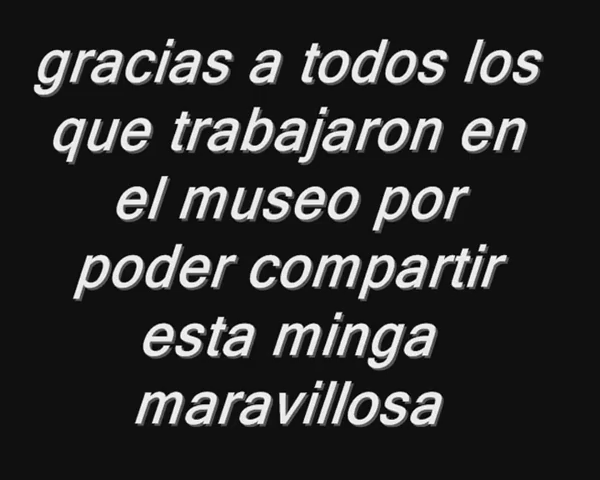 gracias a todos los
que trabajaron en
el museo por
poder compartir
esta minga
maravillosa